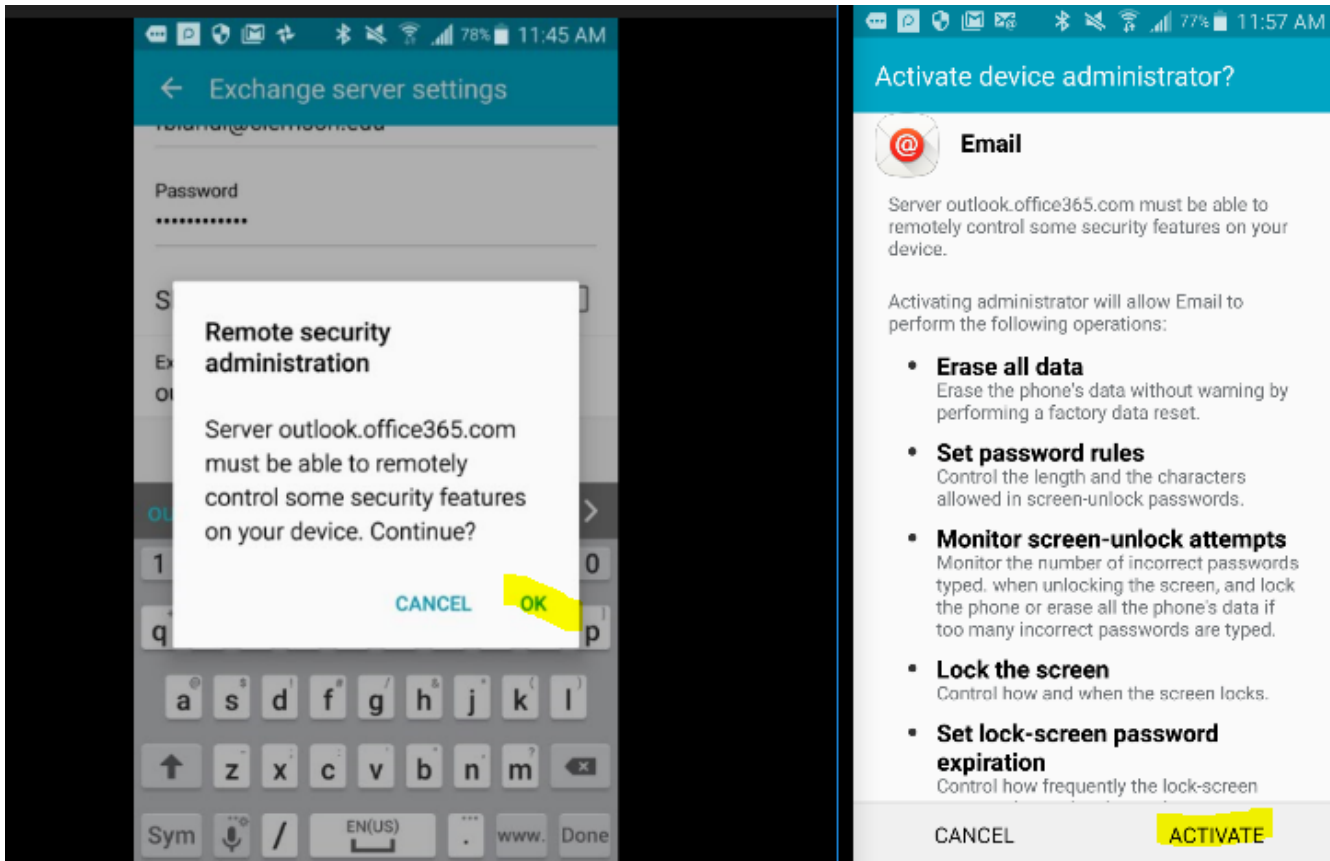 78% 11:45 AM
Exchange server settings
Password
••••••••••••
S
Ex
ou
Remote security
administration
Server outlook.office365.com
must be able to remotely
control some security features
on your device. Continue?
CANCEL OK
ou
1 0
q p
a @ s $ d ! f ° g / h & j * k ( l )
z - x ' c : v ; b " n , m ?
Sym / EN(US) . www. Done
77% 11:57 AM
Activate device administrator?
@ Email
Server outlook.office365.com must be able to
remotely control some security features on your
device.
Activating administrator will allow Email to
perform the following operations:
• Erase all data
Erase the phone's data without warning by
performing a factory data reset.
• Set password rules
Control the length and the characters
allowed in screen-unlock passwords.
• Monitor screen-unlock attempts
Monitor the number of incorrect passwords
typed. when unlocking the screen, and lock
the phone or erase all the phone's data if
too many incorrect passwords are typed.
• Lock the screen
Control how and when the screen locks.
• Set lock-screen password
expiration
Control how frequently the lock-screen
CANCEL ACTIVATE